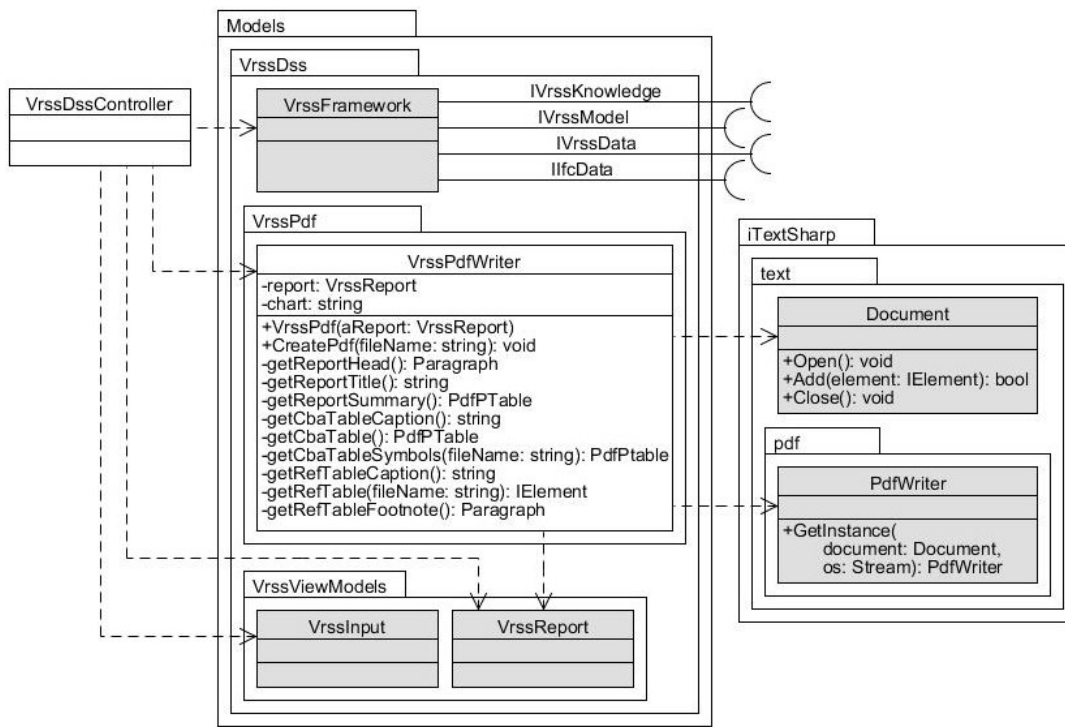 Models
VrssDss
VrssDssController
VrssFramework
IVrssKnowledge
IVrssModel
IVrssData
IIfcData
VrssPdf
VrssPdfWriter
-report: VrssReport
-chart: string
+VrssPdf(aReport: VrssReport)
+CreatePdf(fileName: string): void
-getReportHead(): Paragraph
-getReportTitle(): string
-getReportSummary(): PdfPTable
-getCbaTableCaption(): string
-getCbaTable(): PdfPTable
-getCbaTableSymbols(fileName: string): PdfPtable
-getRefTableCaption(): string
-getRefTable(fileName: string): IElement
-getRefTableFootnote(): Paragraph
iTextSharp
text
Document
+Open(): void
+Add(element: IElement): bool
+Close(): void
pdf
PdfWriter
+GetInstance(
document: Document,
os: Stream): PdfWriter
VrssViewModels
VrssInput
VrssReport